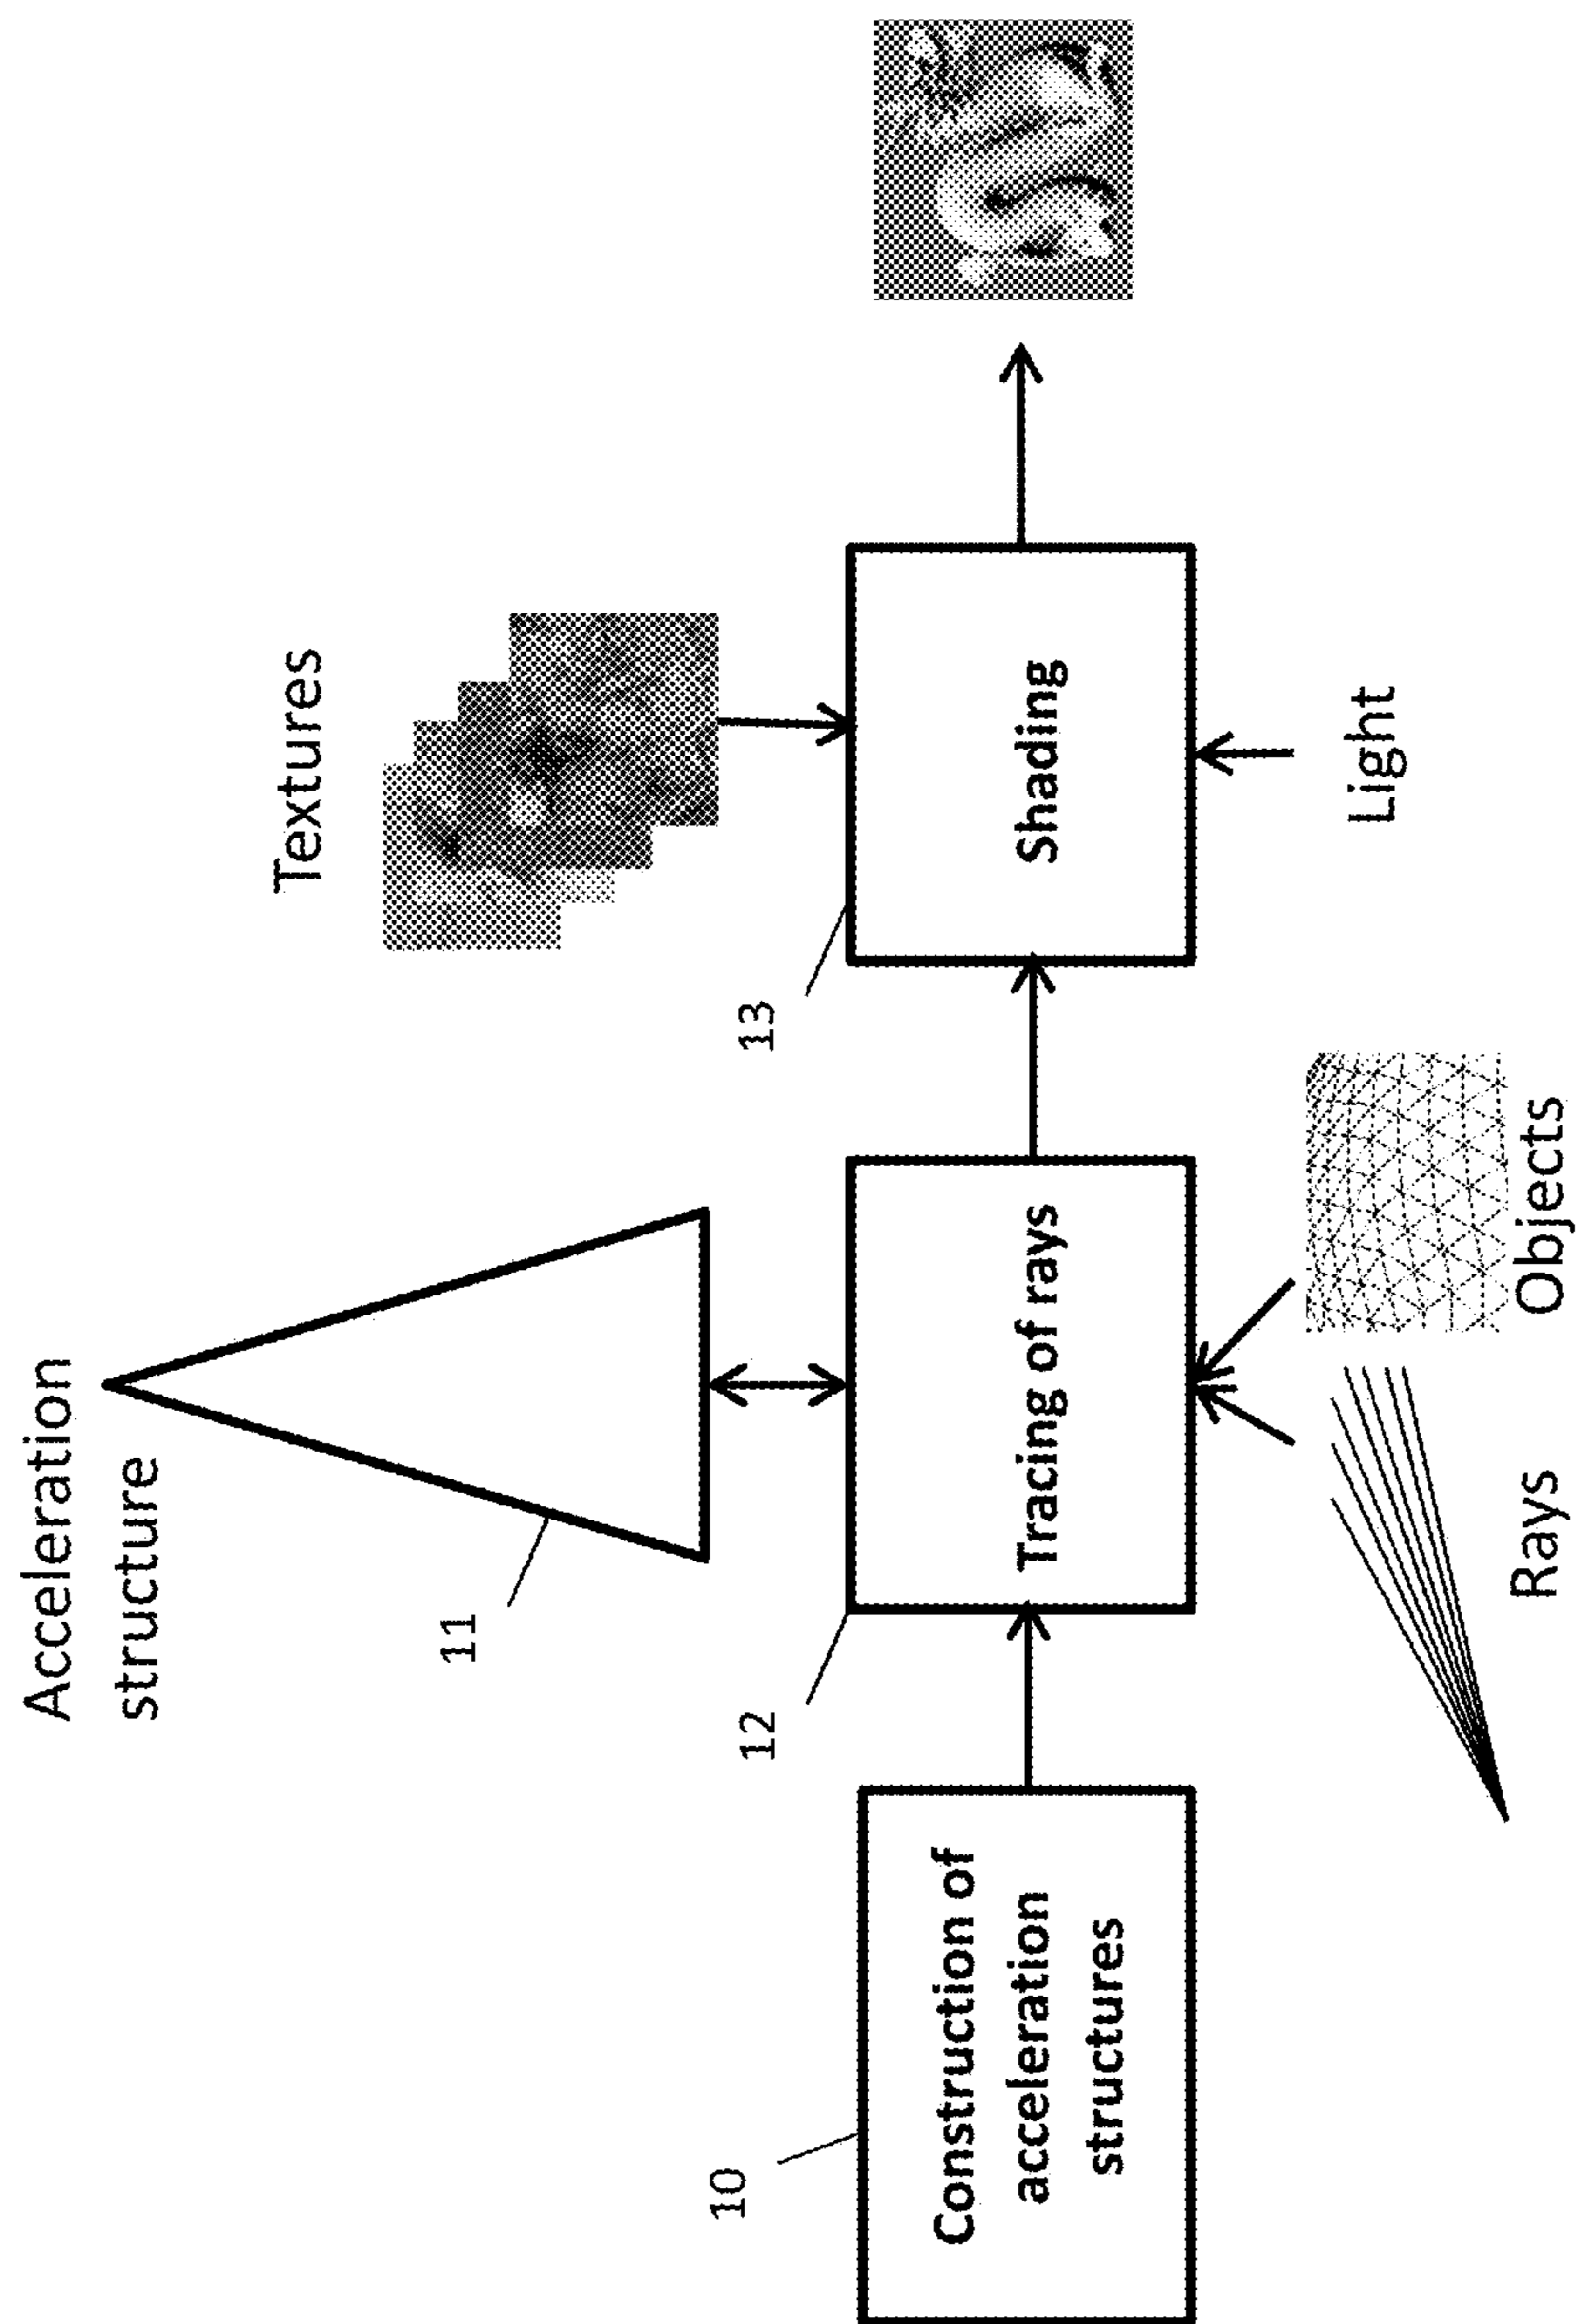 Acceleration
structure
11
Textures
10
Construction of
acceleration
structures
12
Tracing of rays
13
Shading
Rays
Objects
Light